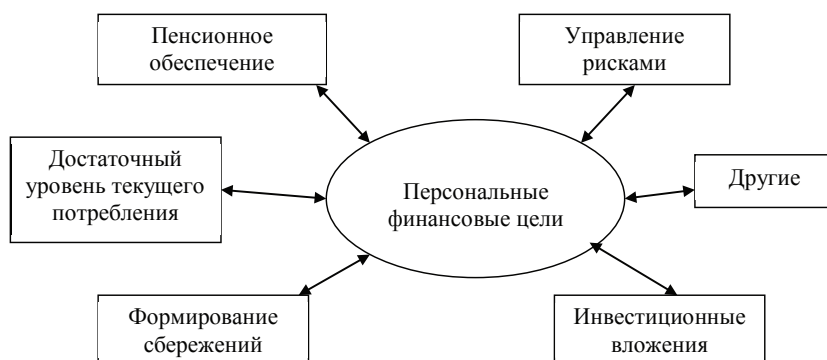 Пенсионное
обеспечение
Управление
рисками
Достаточный
уровень текущего
потребления
Персональные
финансовые цели
Другие
Формирование
сбережений
Инвестиционные
вложения